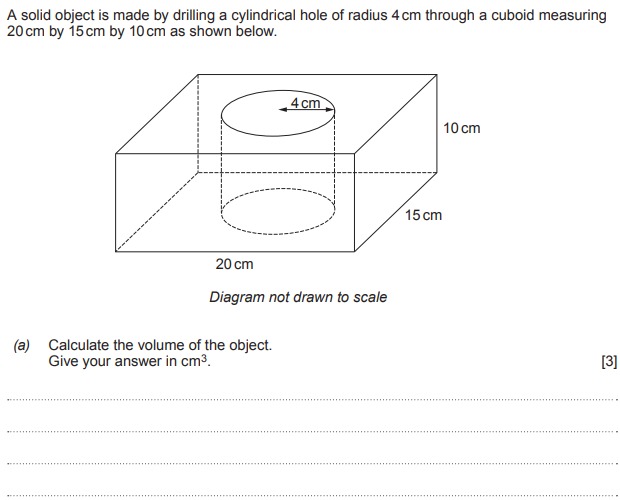 A solid object is made by drilling a cylindrical hole of radius 4 cm through a cuboid measuring
20 cm by 15 cm by 10 cm as shown below.
4 cm
10 cm
15 cm
20 cm
Diagram not drawn to scale
(a) Calculate the volume of the object.
Give your answer in cm³. [3]